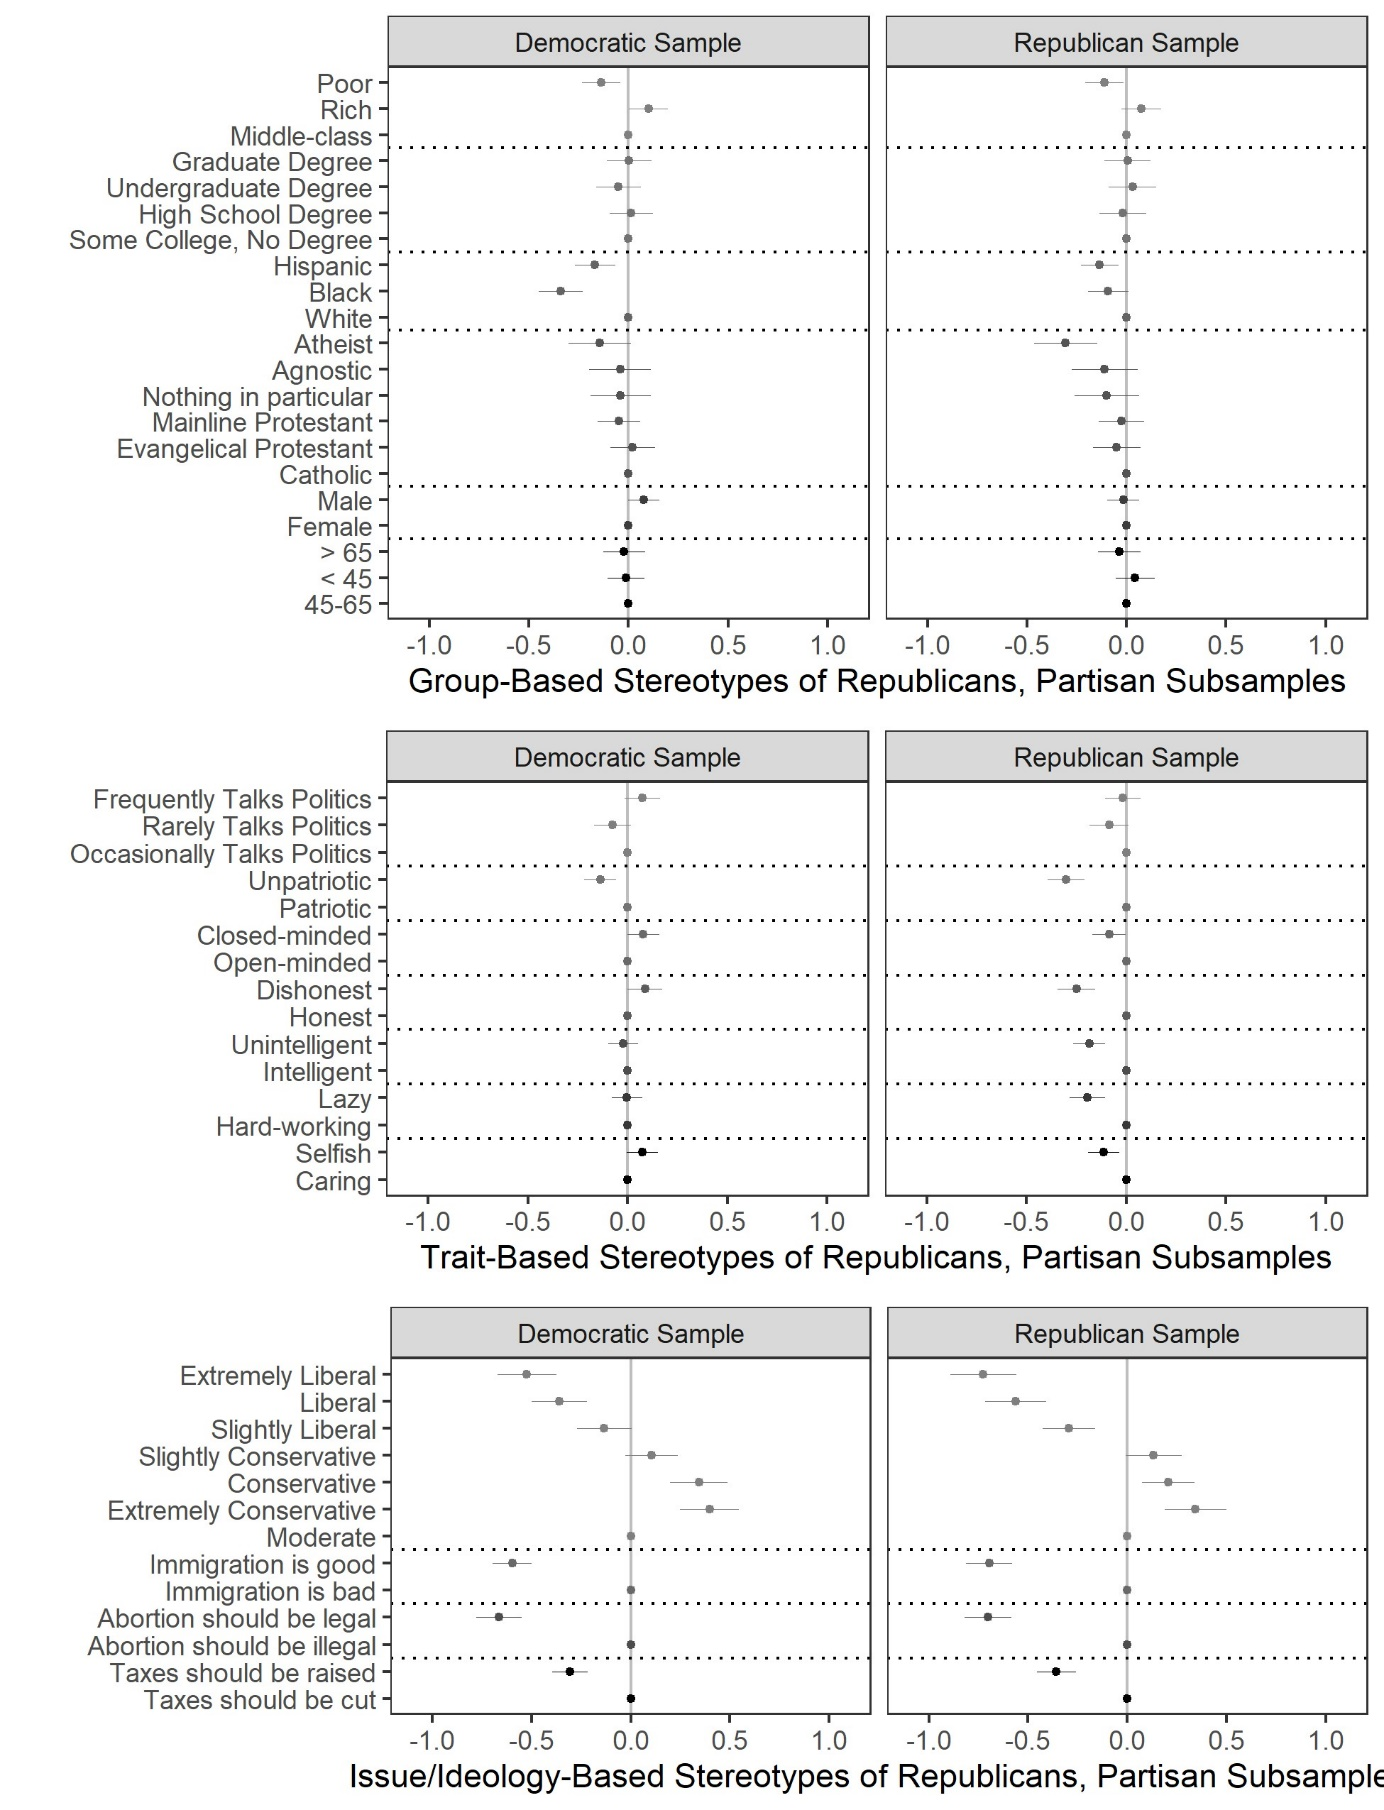 Democratic Sample Republican Sample
Poor
Rich
Middle-class
Graduate Degree
Undergraduate Degree
High School Degree
Some College, No Degree
Hispanic
Black
White
Atheist
Agnostic
Nothing in particular
Mainline Protestant
Evangelical Protestant
Catholic
Male
Female
> 65
< 45
45-65
-1.0 -0.5 0.0 0.5 1.0 -1.0 -0.5 0.0 0.5 1.0
Group-Based Stereotypes of Republicans, Partisan Subsamples
Democratic Sample Republican Sample
Frequently Talks Politics
Rarely Talks Politics
Occasionally Talks Politics
Unpatriotic
Patriotic
Closed-minded
Open-minded
Dishonest
Honest
Unintelligent
Intelligent
Lazy
Hard-working
Selfish
Caring
-1.0 -0.5 0.0 0.5 1.0 -1.0 -0.5 0.0 0.5 1.0
Trait-Based Stereotypes of Republicans, Partisan Subsamples
Democratic Sample Republican Sample
Extremely Liberal
Liberal
Slightly Liberal
Slightly Conservative
Conservative
Extremely Conservative
Moderate
Immigration is good
Immigration is bad
Abortion should be legal
Abortion should be illegal
Taxes should be raised
Taxes should be cut
-1.0 -0.5 0.0 0.5 1.0 -1.0 -0.5 0.0 0.5 1.0
Issue/Ideology-Based Stereotypes of Republicans, Partisan Subsample